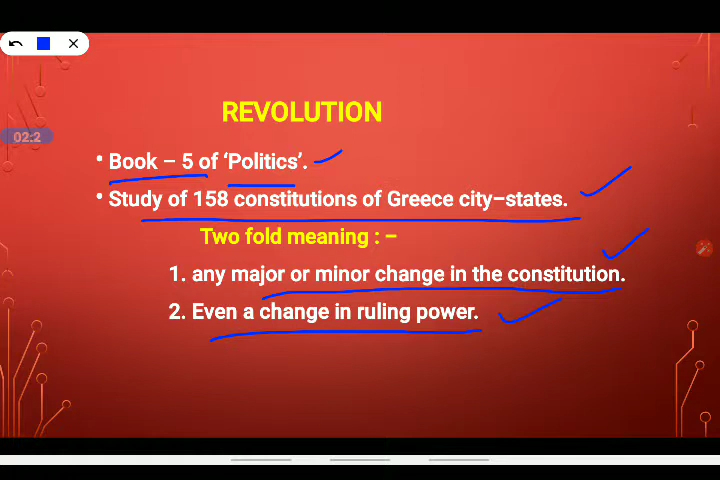 REVOLUTION
02:2
• Book – 5 of ‘Politics’.
• Study of 158 constitutions of Greece city–states.
Two fold meaning : –
1. any major or minor change in the constitution.
2. Even a change in ruling power.